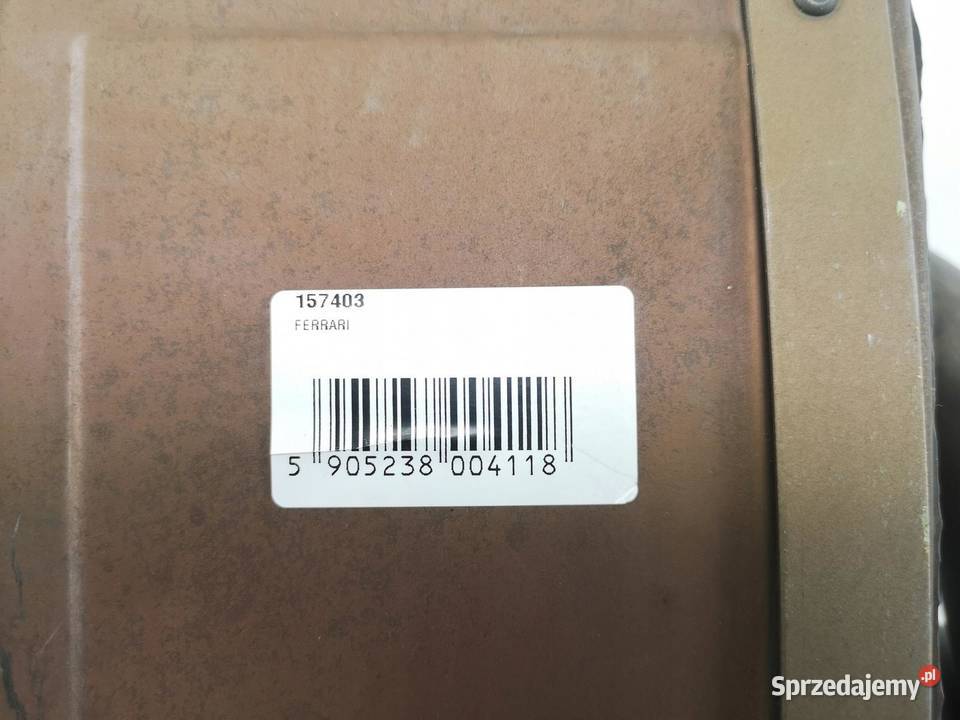 157403
FERRARI
5 905238 004118
Sprzedajemy.pl